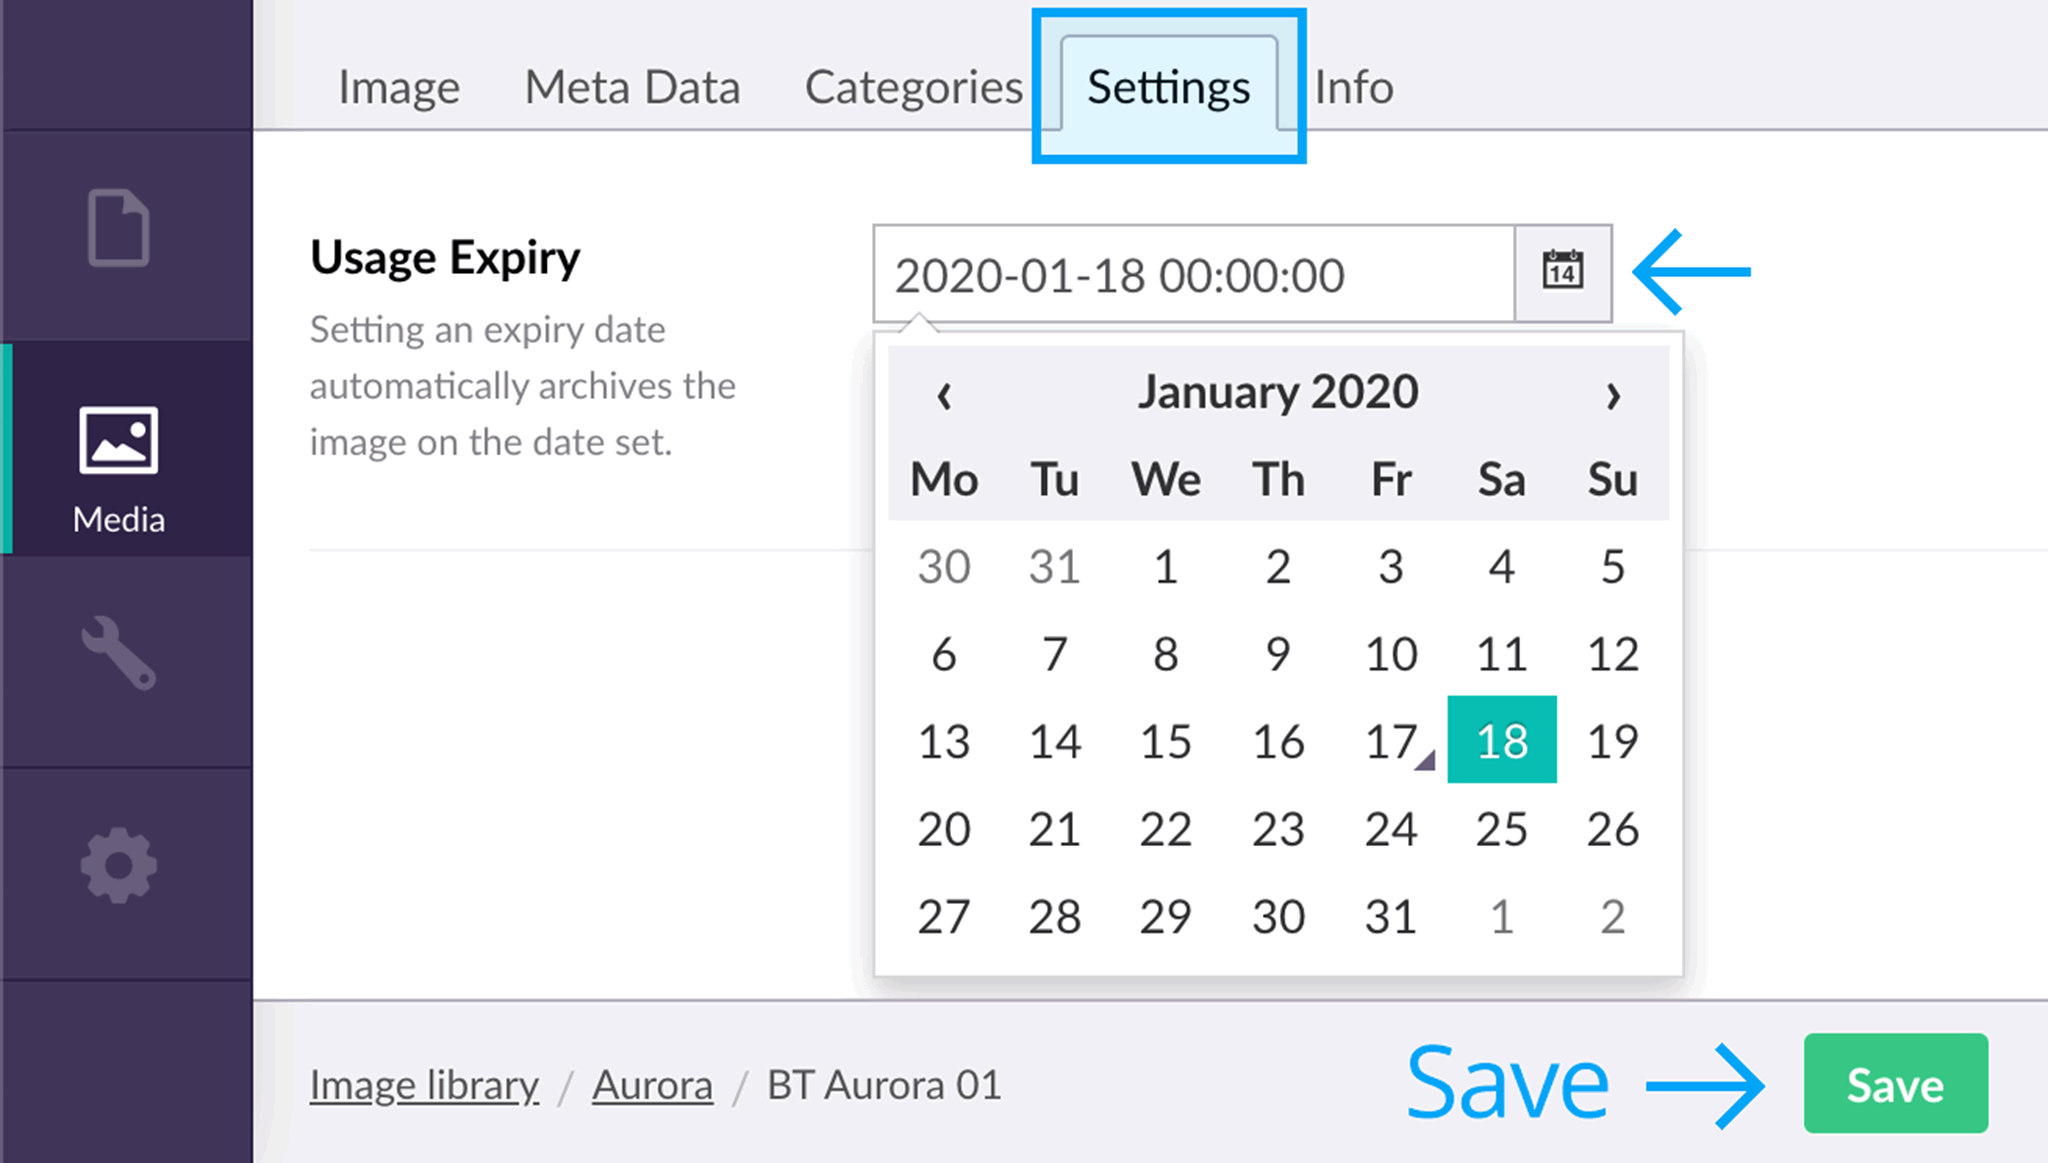 Image Meta Data Categories Settings Info
Usage Expiry
Setting an expiry date
automatically archives the
image on the date set.
2020-01-18 00:00:00
14
‹ January 2020 ›
Mo Tu We Th Fr Sa Su
30 31 1 2 3 4 5
6 7 8 9 10 11 12
13 14 15 16 17 18 19
20 21 22 23 24 25 26
27 28 29 30 31 1 2
Media
Image library / Aurora / BT Aurora 01
Save
Save